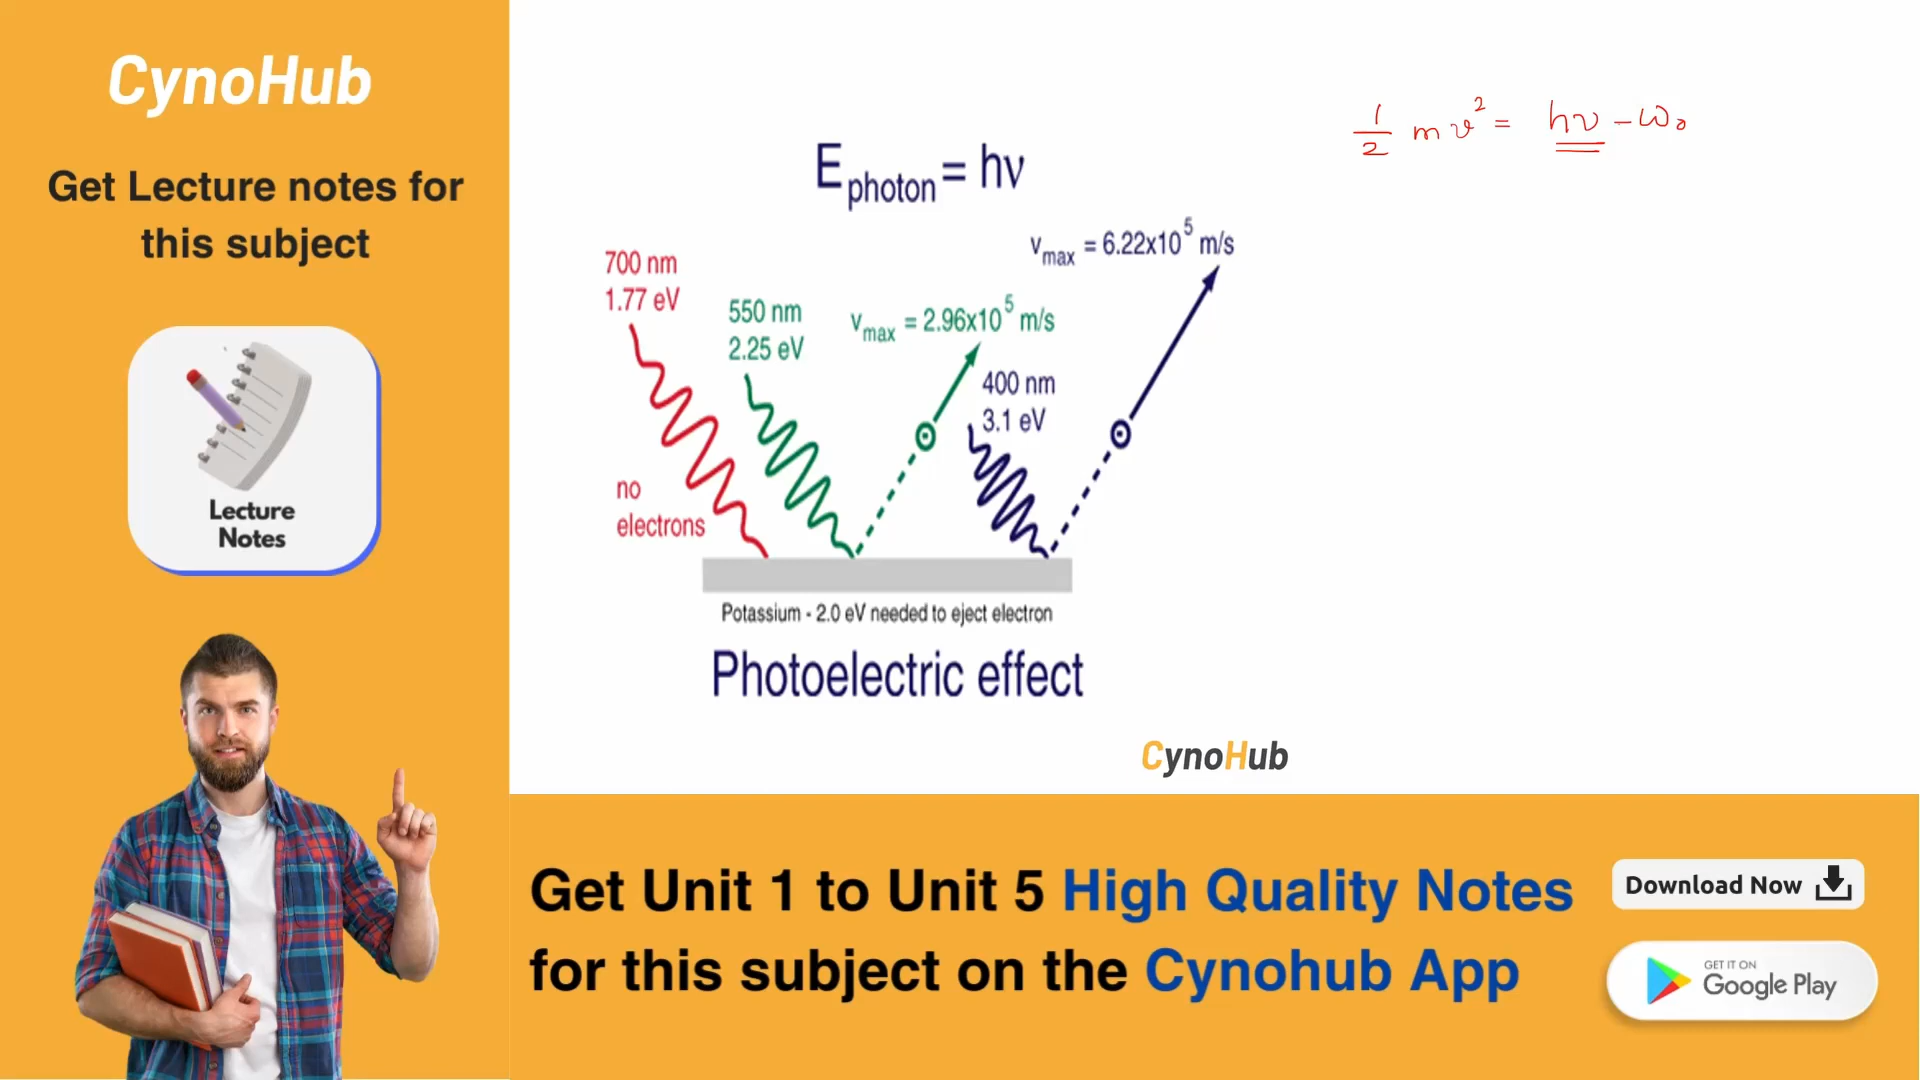 CynoHub
Get Lecture notes for
this subject
Lecture
Notes
1/2 mv² = hν - ω₀
E photon = hν
700 nm
1.77 eV
no
electrons
550 nm
2.25 eV
v max = 2.96x10⁵ m/s
400 nm
3.1 eV
v max = 6.22x10⁵ m/s
Potassium - 2.0 eV needed to eject electron
Photoelectric effect
CynoHub
Get Unit 1 to Unit 5 High Quality Notes
for this subject on the Cynohub App
Download Now
GET IT ON
Google Play